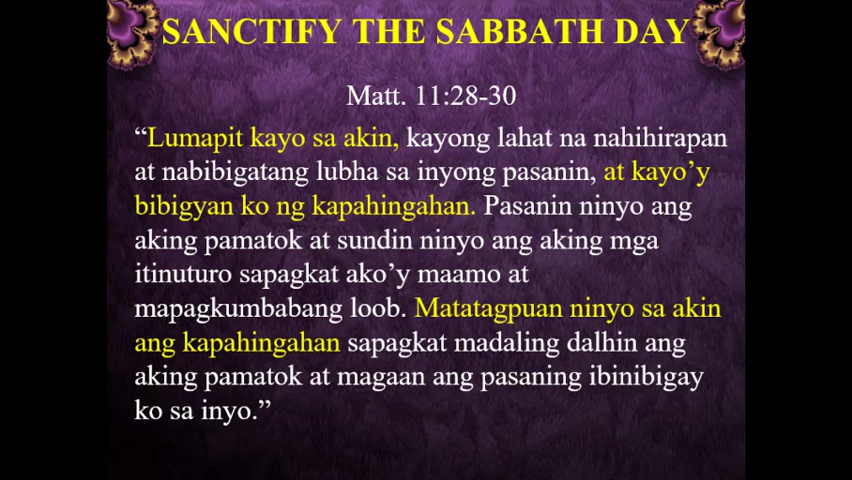 SANCTIFY THE SABBATH DAY
Matt. 11:28-30
“Lumapit kayo sa akin, kayong lahat na nahihirapan
at nabibigatang lubha sa inyong pasanin, at kayo’y
bibigyan ko ng kapahingahan. Pasanin ninyo ang
aking pamatok at sundin ninyo ang aking mga
itinuturo sapagkat ako’y maamo at
mapagkumbabang loob. Matatagpuan ninyo sa akin
ang kapahingahan sapagkat madaling dalhin ang
aking pamatok at magaan ang pasaning ibinibigay
ko sa inyo.”